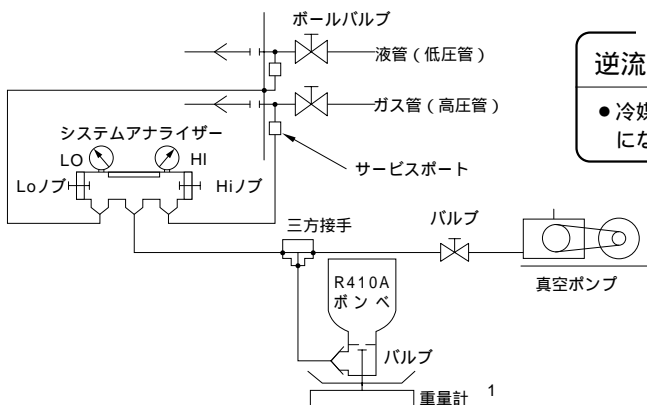 ボールバルブ
液管（低圧管）
逆流
ガス管（高圧管）
●冷媒
にな
システムアナライザー
LO
HI
Loノブ
Hiノブ
サービスポート
三方接手
バルブ
R410A
ボンベ
真空ポンプ
バルブ
重量計 1